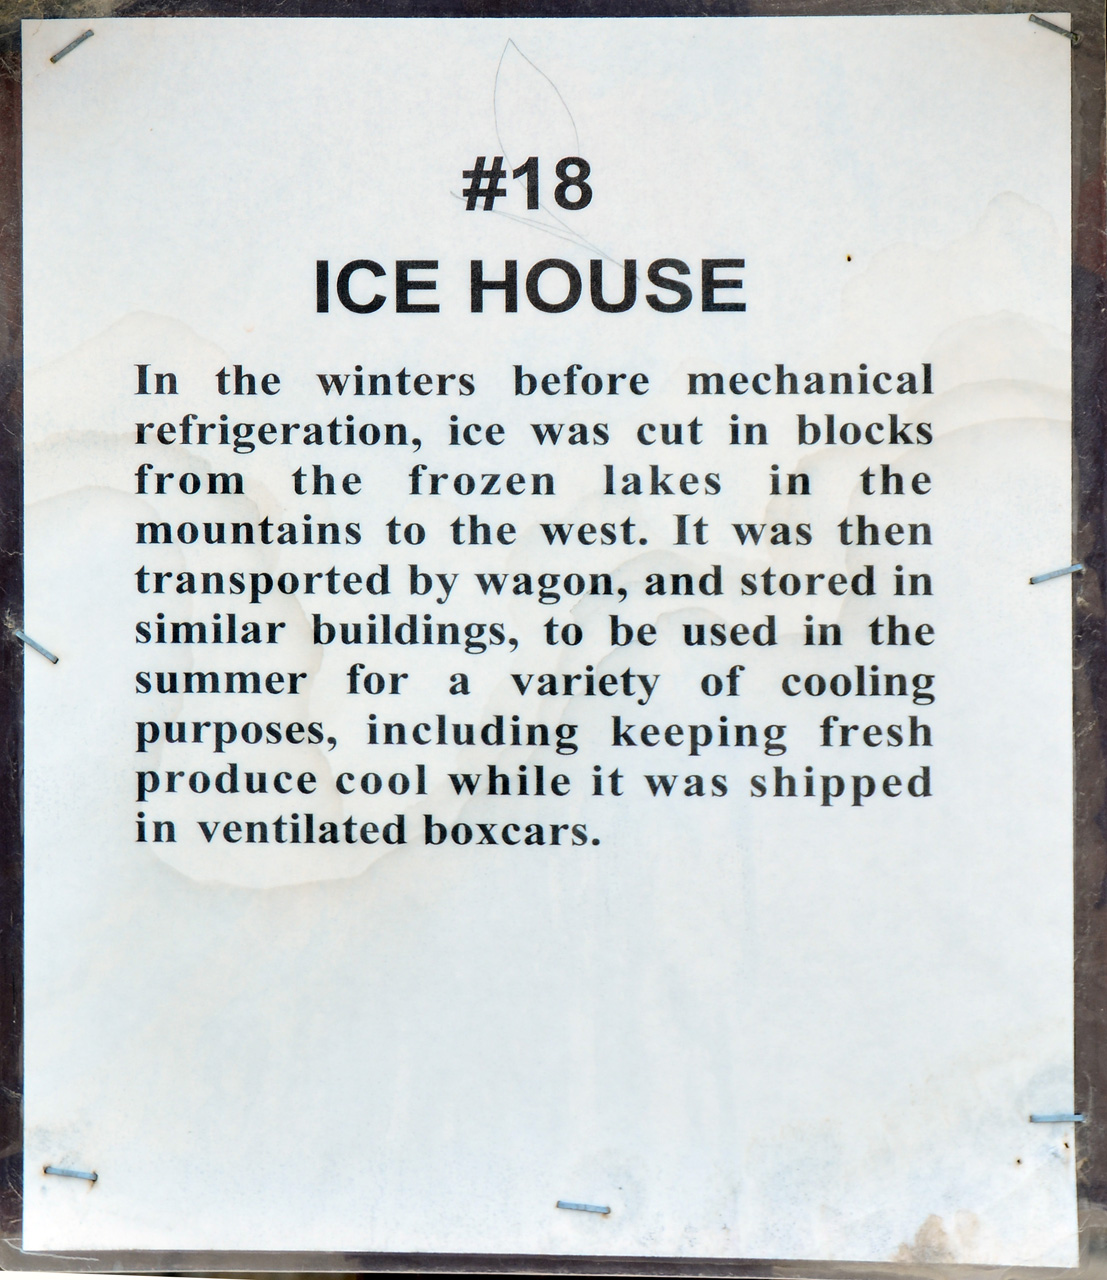 #18
ICE HOUSE
In the winters before mechanical
refrigeration, ice was cut in blocks
from the frozen lakes in the
mountains to the west. It was then
transported by wagon, and stored in
similar buildings, to be used in the
summer for a variety of cooling
purposes, including keeping fresh
produce cool while it was shipped
in ventilated boxcars.